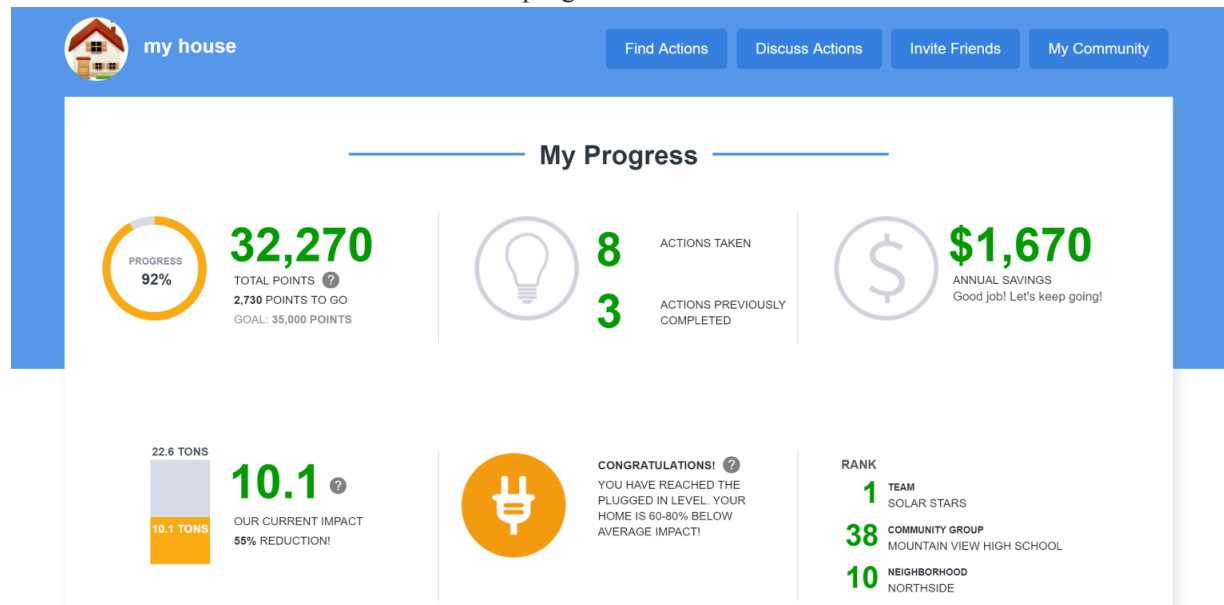 my house
Find Actions
Discuss Actions
Invite Friends
My Community
My Progress
PROGRESS
92%
32,270
TOTAL POINTS ?
2,730 POINTS TO GO
GOAL: 35,000 POINTS
8 ACTIONS TAKEN
3 ACTIONS PREVIOUSLY
COMPLETED
$1,670
ANNUAL SAVINGS
Good job! Let's keep going!
22.6 TONS
10.1 TONS
10.1 ?
OUR CURRENT IMPACT
55% REDUCTION!
CONGRATULATIONS! ?
YOU HAVE REACHED THE
PLUGGED IN LEVEL. YOUR
HOME IS 60-80% BELOW
AVERAGE IMPACT!
RANK
1 TEAM
SOLAR STARS
38 COMMUNITY GROUP
MOUNTAIN VIEW HIGH SCHOOL
10 NEIGHBORHOOD
NORTHSIDE